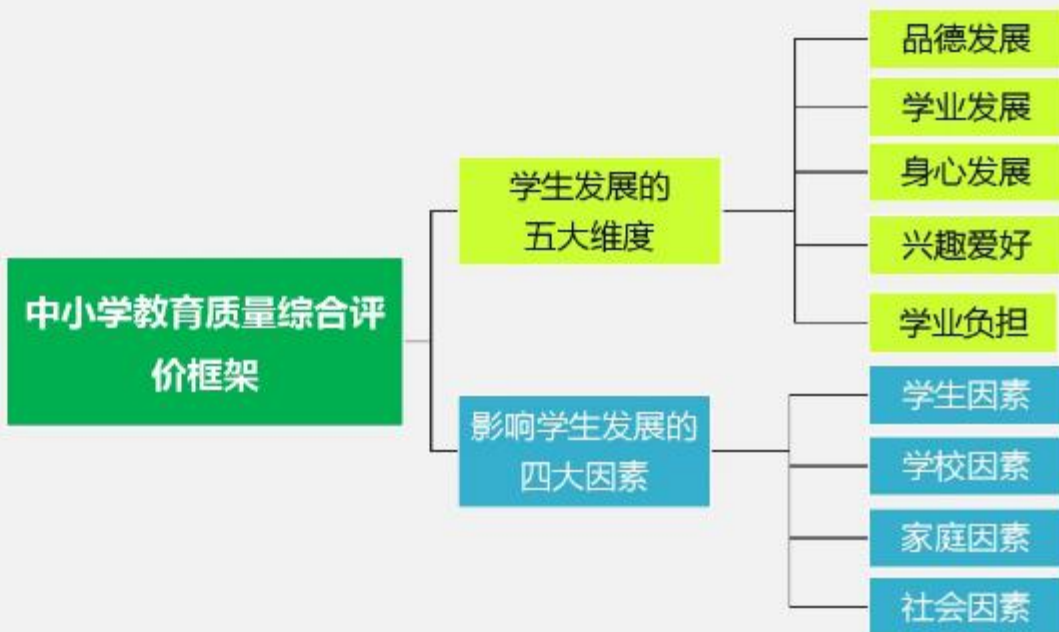 中小学教育质量综合评
价框架
学生发展的
五大维度
品德发展
学业发展
身心发展
兴趣爱好
学业负担
影响学生发展的
四大因素
学生因素
学校因素
家庭因素
社会因素